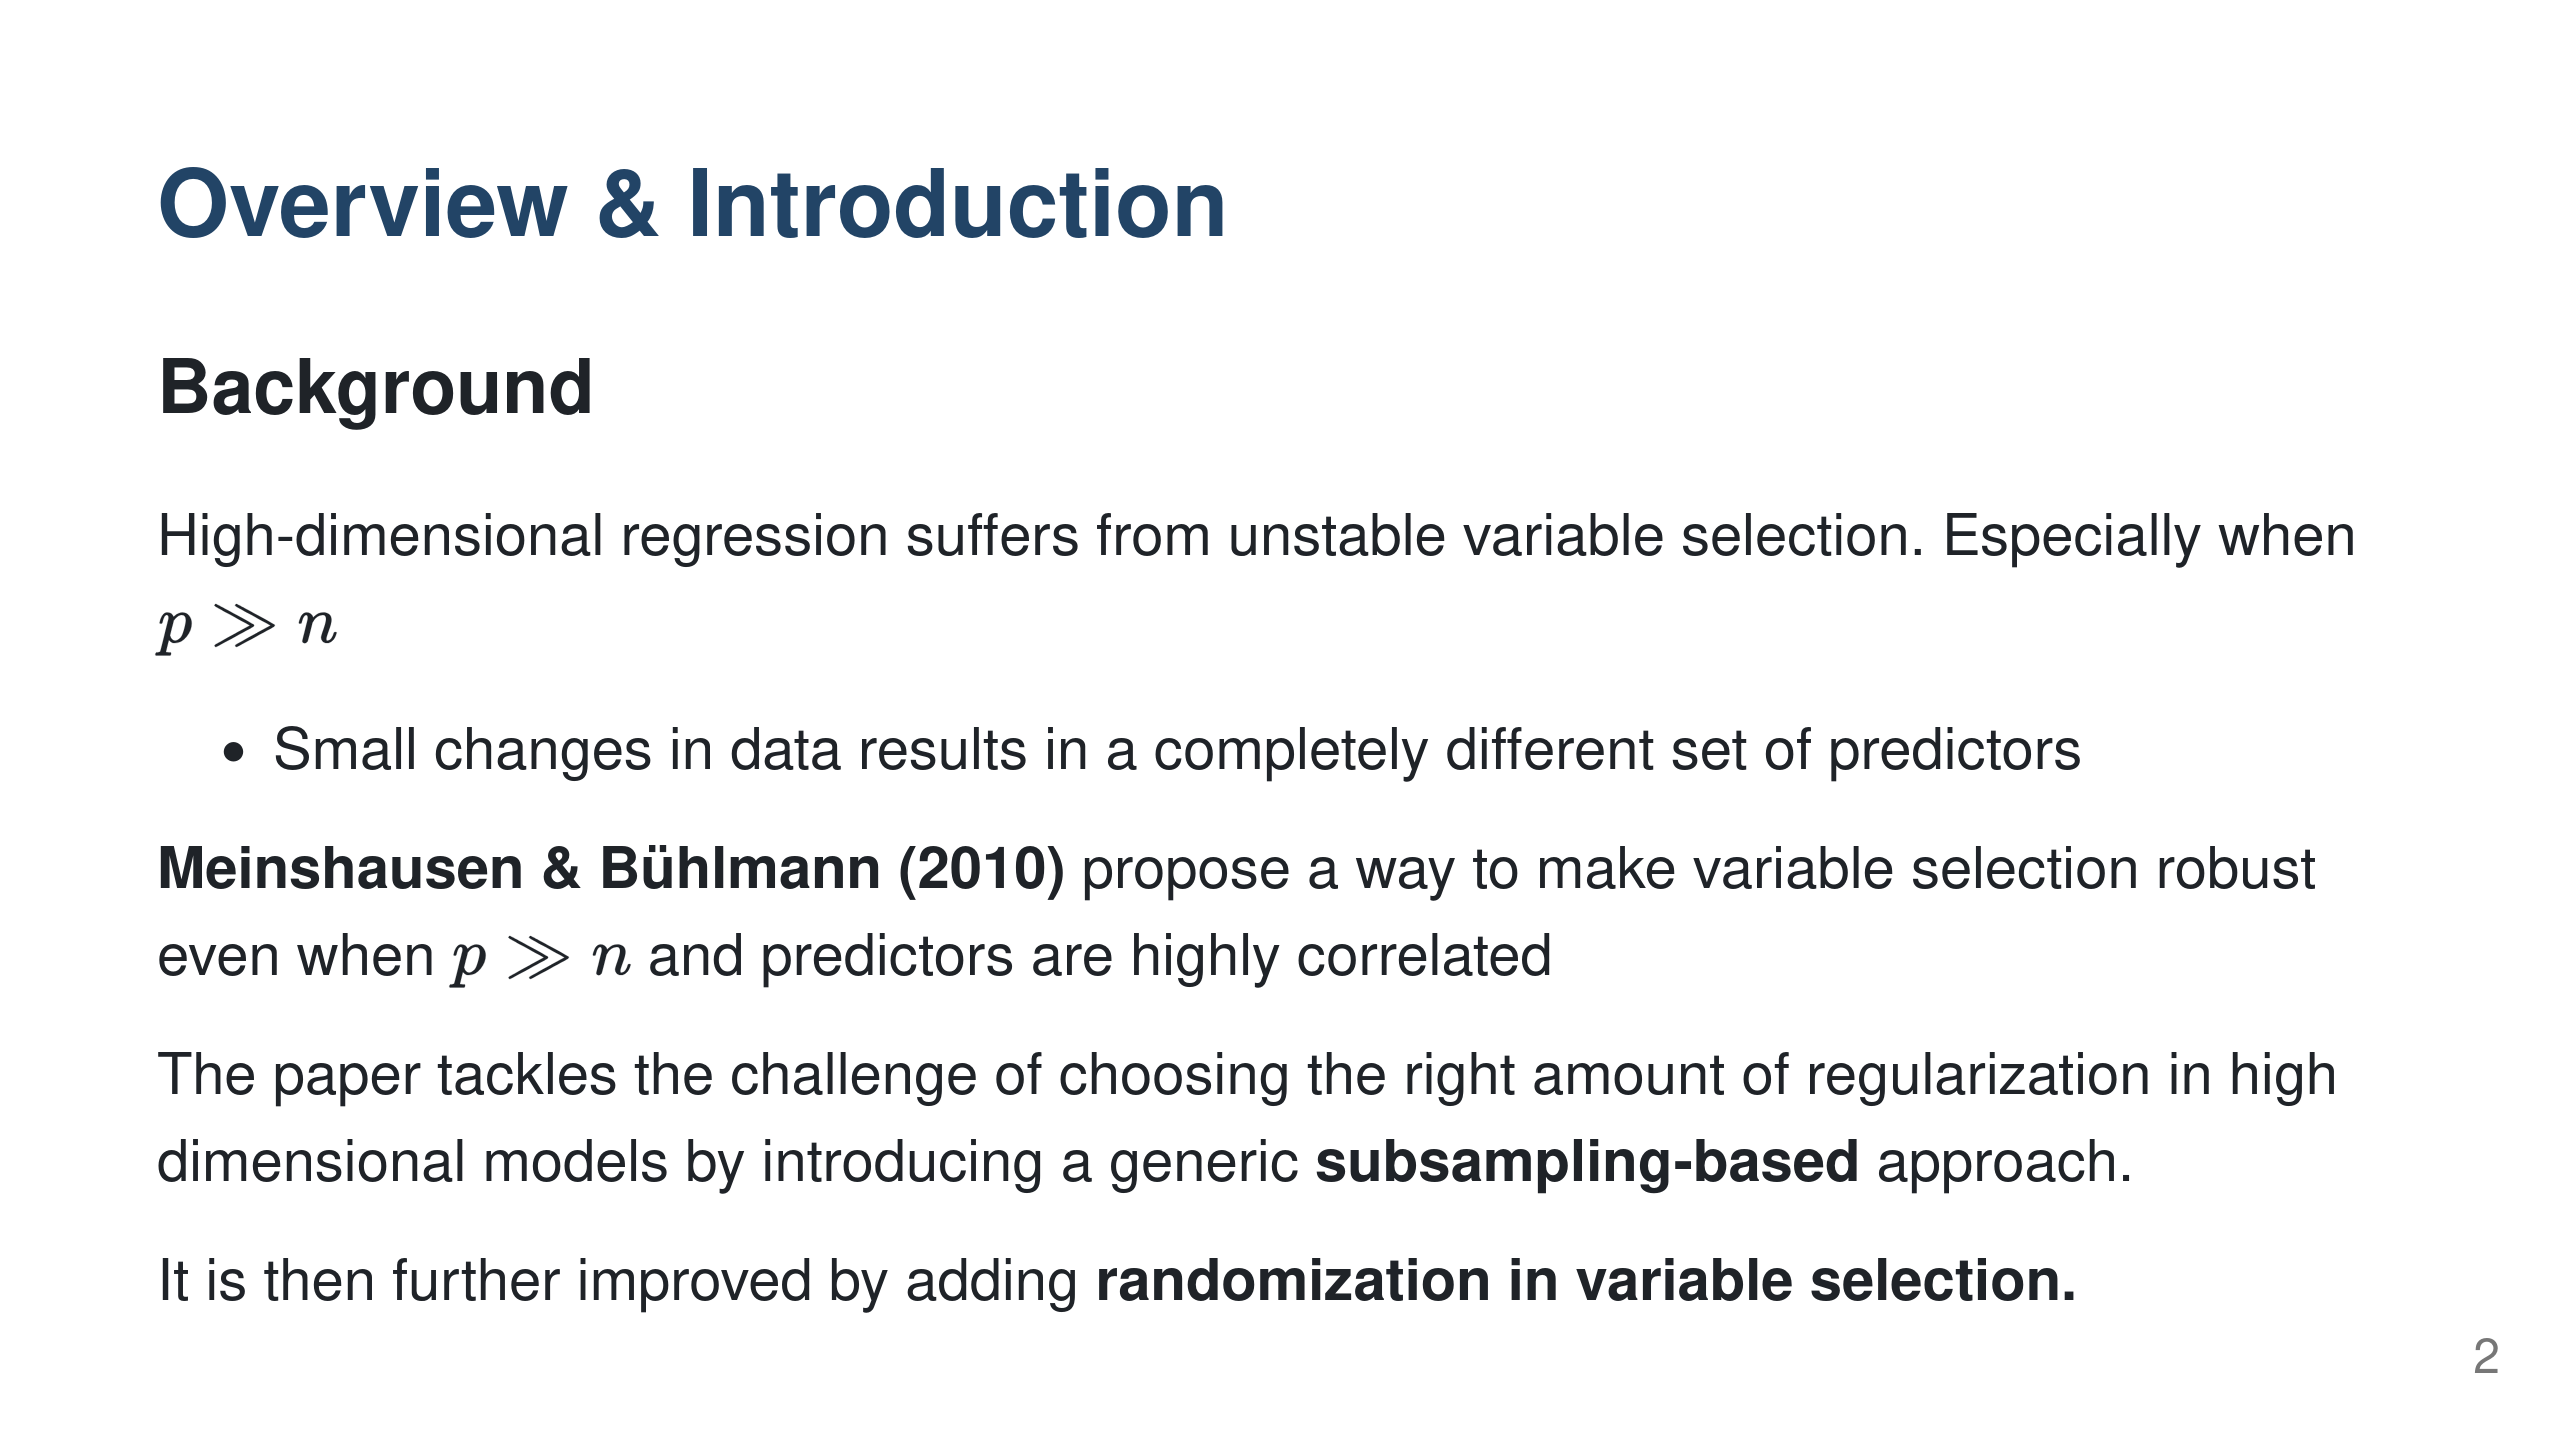 Overview & Introduction
Background
High-dimensional regression suffers from unstable variable selection. Especially when
p ≫ n
• Small changes in data results in a completely different set of predictors
Meinshausen & Bühlmann (2010) propose a way to make variable selection robust
even when p ≫ n and predictors are highly correlated
The paper tackles the challenge of choosing the right amount of regularization in high
dimensional models by introducing a generic subsampling-based approach.
It is then further improved by adding randomization in variable selection.
2